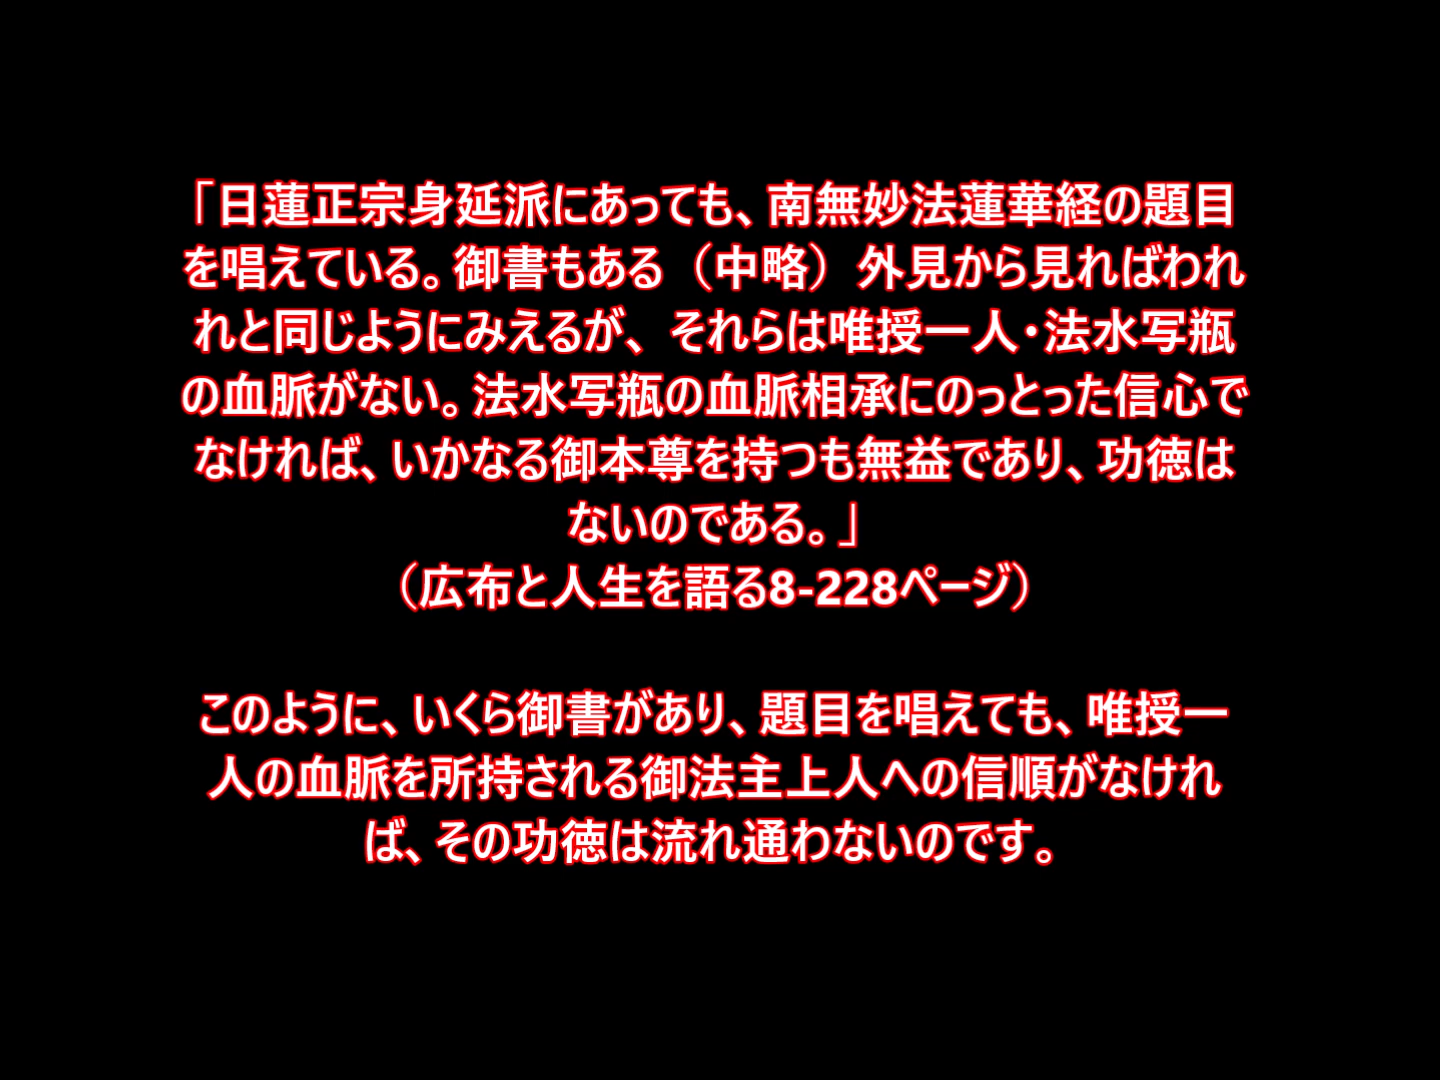 「日蓮正宗身延派にあっても、南無妙法蓮華経の題目
を唱えている。御書もある（中略）外見から見ればわれ
れと同じようにみえるが、それらは唯授一人・法水写瓶
の血脈がない。法水写瓶の血脈相承にのっとった信心で
なければ、いかなる御本尊を持つも無益であり、功徳は
ないのである。」
（広布と人生を語る8-228ページ）
このように、いくら御書があり、題目を唱えても、唯授一
人の血脈を所持される御法主上人への信順がなけれ
ば、その功徳は流れ通わないのです。